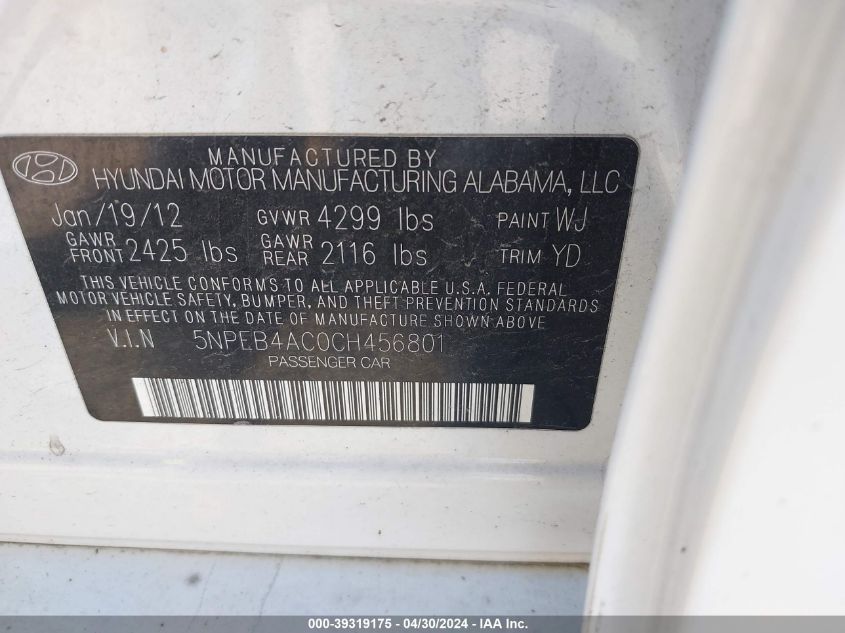 MANUFACTURED BY
HYUNDAI MOTOR MANUFACTURING ALABAMA, LLC
Jan/19/12 GVWR 4299 lbs PAINT WJ
GAWR FRONT 2425 lbs GAWR REAR 2116 lbs TRIM YD
THIS VEHICLE CONFORMS TO ALL APPLICABLE U.S.A. FEDERAL
MOTOR VEHICLE SAFETY, BUMPER, AND THEFT PREVENTION STANDARDS
IN EFFECT ON THE DATE OF MANUFACTURE SHOWN ABOVE
V.I.N 5NPEB4AC0CH456801
PASSENGER CAR
000-39319175 - 04/30/2024 - IAA Inc.